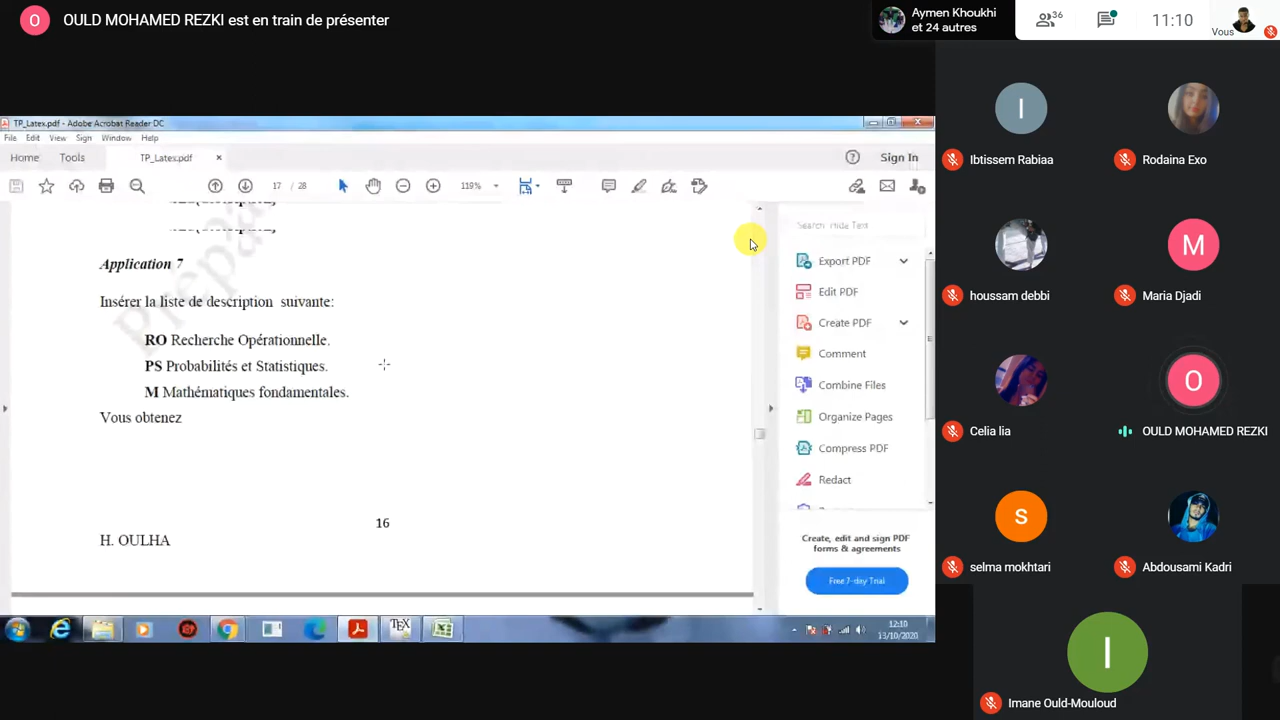 O OULD MOHAMED REZKI est en train de présenter
Aymen Khoukhi
et 24 autres
36
11:10
Vous
TP_Latex.pdf - Adobe Acrobat Reader DC
File Edit View Sign Window Help
Home Tools TP_Latex.pdf × Sign In
17 / 28 119%
Prépa
Application 7
Insérer la liste de description suivante:
RO Recherche Opérationnelle.
PS Probabilités et Statistiques.
M Mathématiques fondamentales.
Vous obtenez
16
H. OULHA
Export PDF
Edit PDF
Create PDF
Comment
Combine Files
Organize Pages
Compress PDF
Redact
Create, edit and sign PDF
forms & agreements
Free 7-day Trial
TEX
12:10
13/10/2020
I
Ibtissem Rabiaa
Rodaina Exo
houssam debbi
M
Maria Djadi
Celia lia
O
OULD MOHAMED REZKI
s
selma mokhtari
Abdousami Kadri
I
Imane Ould-Mouloud